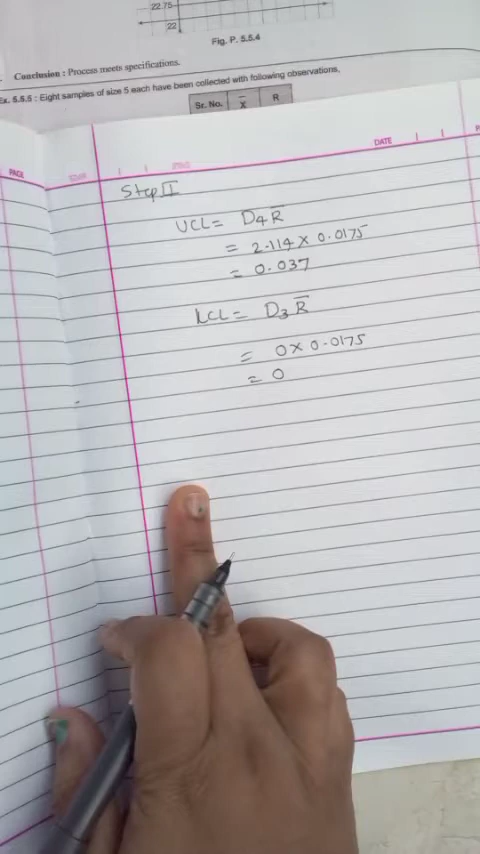 22.75
22
Fig. P. 5.5.4
Conclusion : Process meets specifications.
Ex. 5.5.5 : Eight samples of size 5 each have been collected with following observations.
Sr. No. X̄ R
PAGE
DATE
Step II
UCL = D₄R̄
= 2.114 × 0.0175
= 0.037
LCL = D₃R̄
= 0 × 0.0175
= 0